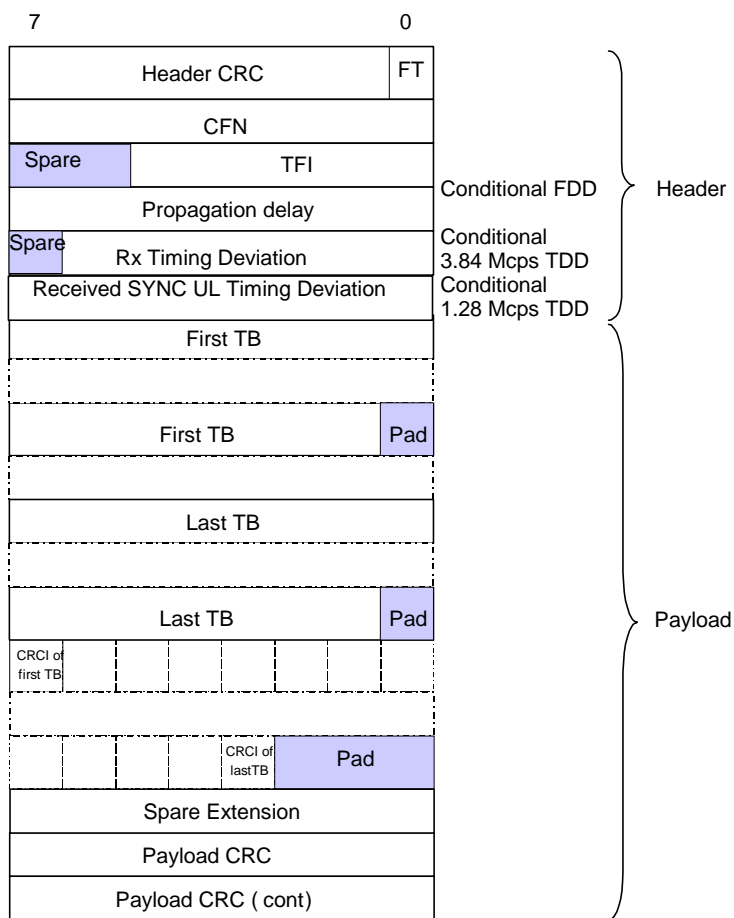 7 0
Header CRC FT
CFN
Spare TFI
Propagation delay Conditional FDD
Header
Spare Rx Timing Deviation Conditional
3.84 Mcps TDD
Received SYNC UL Timing Deviation Conditional
1.28 Mcps TDD
First TB
First TB Pad
Last TB
Last TB Pad
Payload
CRCI of
first TB
CRCI of
lastTB
Pad
Spare Extension
Payload CRC
Payload CRC ( cont)